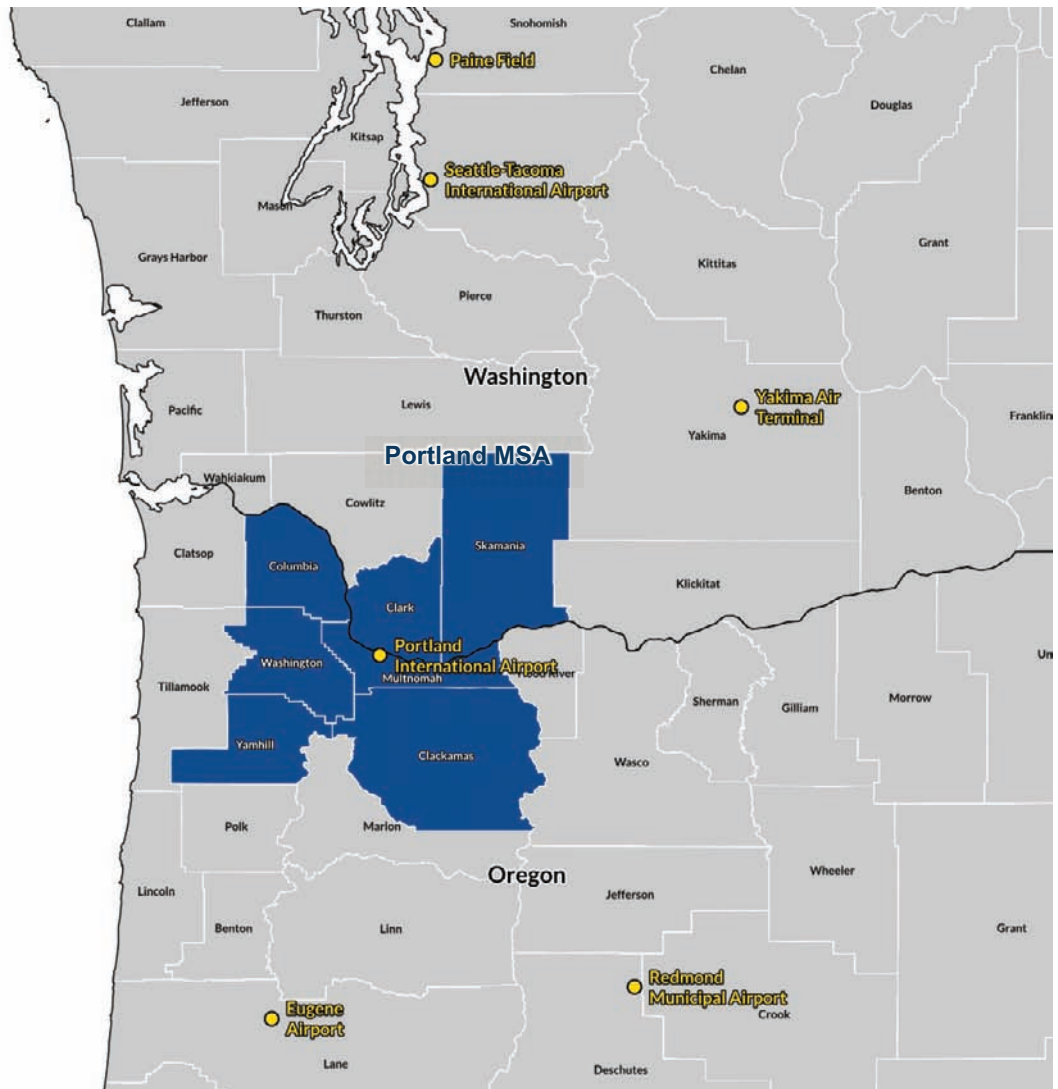 Clallam
Snohomish
Paine Field
Chelan
Jefferson
Douglas
Kitsap
Seattle-Tacoma
International Airport
Mason
Grant
Grays Harbor
Kittitas
Pierce
Thurston
Washington
Yakima Air
Terminal
Lewis
Pacific
Franklin
Yakima
Portland MSA
Wahkiakum
Cowlitz
Benton
Skamania
Clatsop
Columbia
Klickitat
Clark
Portland
International Airport
Washington
Multnomah
Hood River
Tillamook
Sherman
Gilliam
Morrow
Um
Yamhill
Clackamas
Wasco
Polk
Marion
Wheeler
Oregon
Lincoln
Jefferson
Benton
Linn
Grant
Redmond
Municipal Airport
Eugene
Airport
Crook
Lane
Deschutes